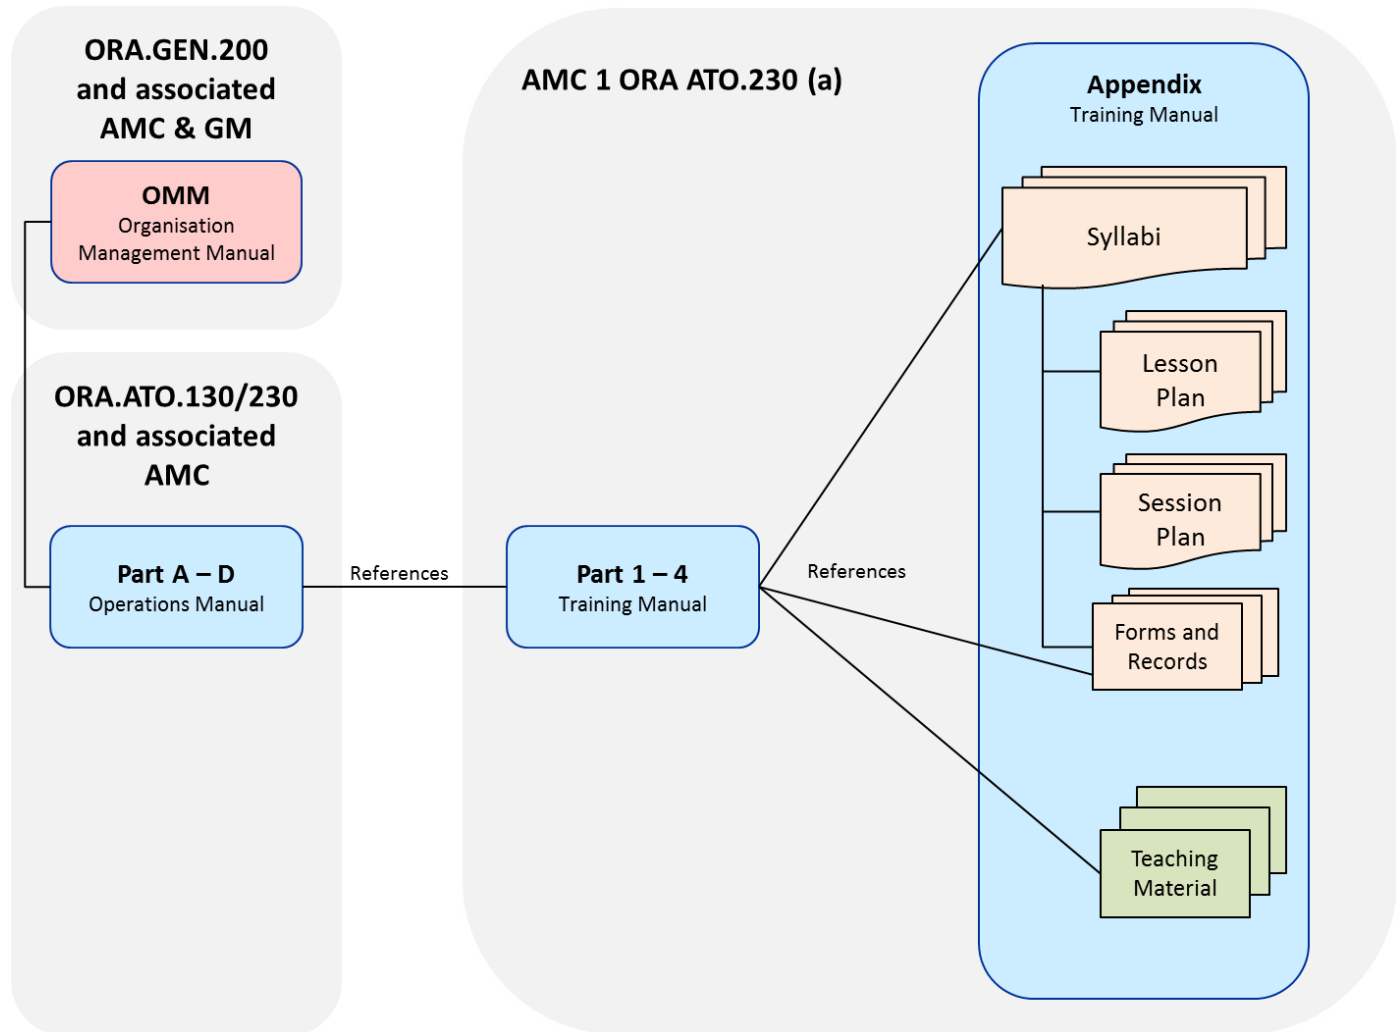 ORA.GEN.200
and associated
AMC & GM
OMM
Organisation
Management Manual
ORA.ATO.130/230
and associated
AMC
Part A – D
Operations Manual
References
AMC 1 ORA ATO.230 (a)
Part 1 – 4
Training Manual
References
Appendix
Training Manual
Syllabi
Lesson
Plan
Session
Plan
Forms and
Records
Teaching
Material